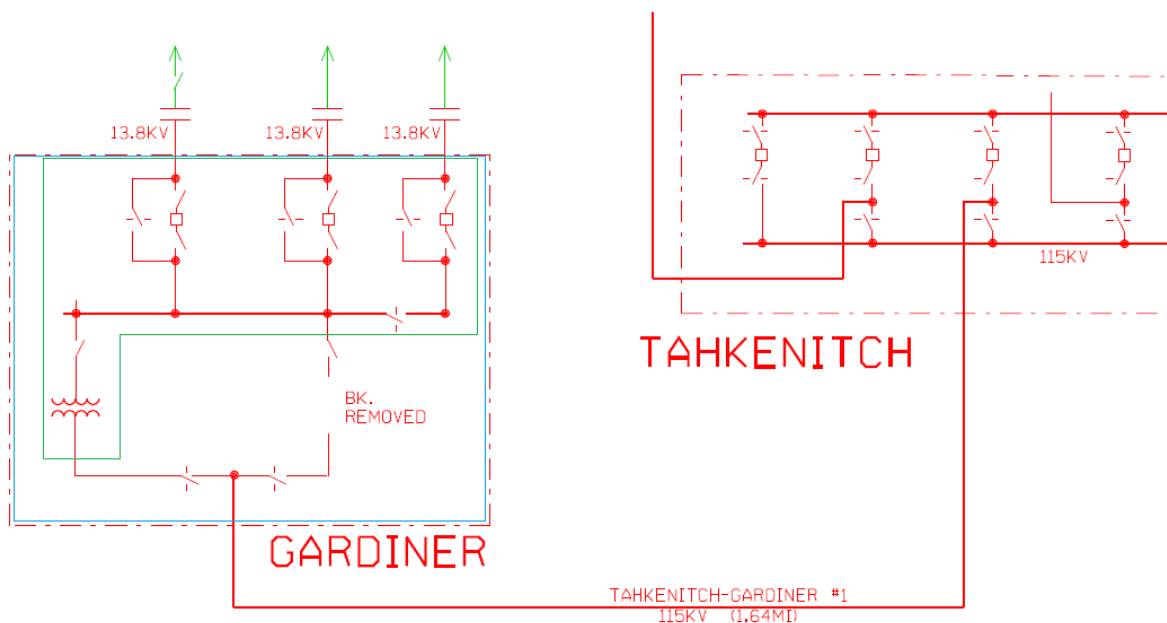 13.8KV
13.8KV
13.8KV
115KV
TAHKENITCH
BK.
REMOVED
GARDINER
TAHKENITCH-GARDINER #1
115KV (1.64MI)